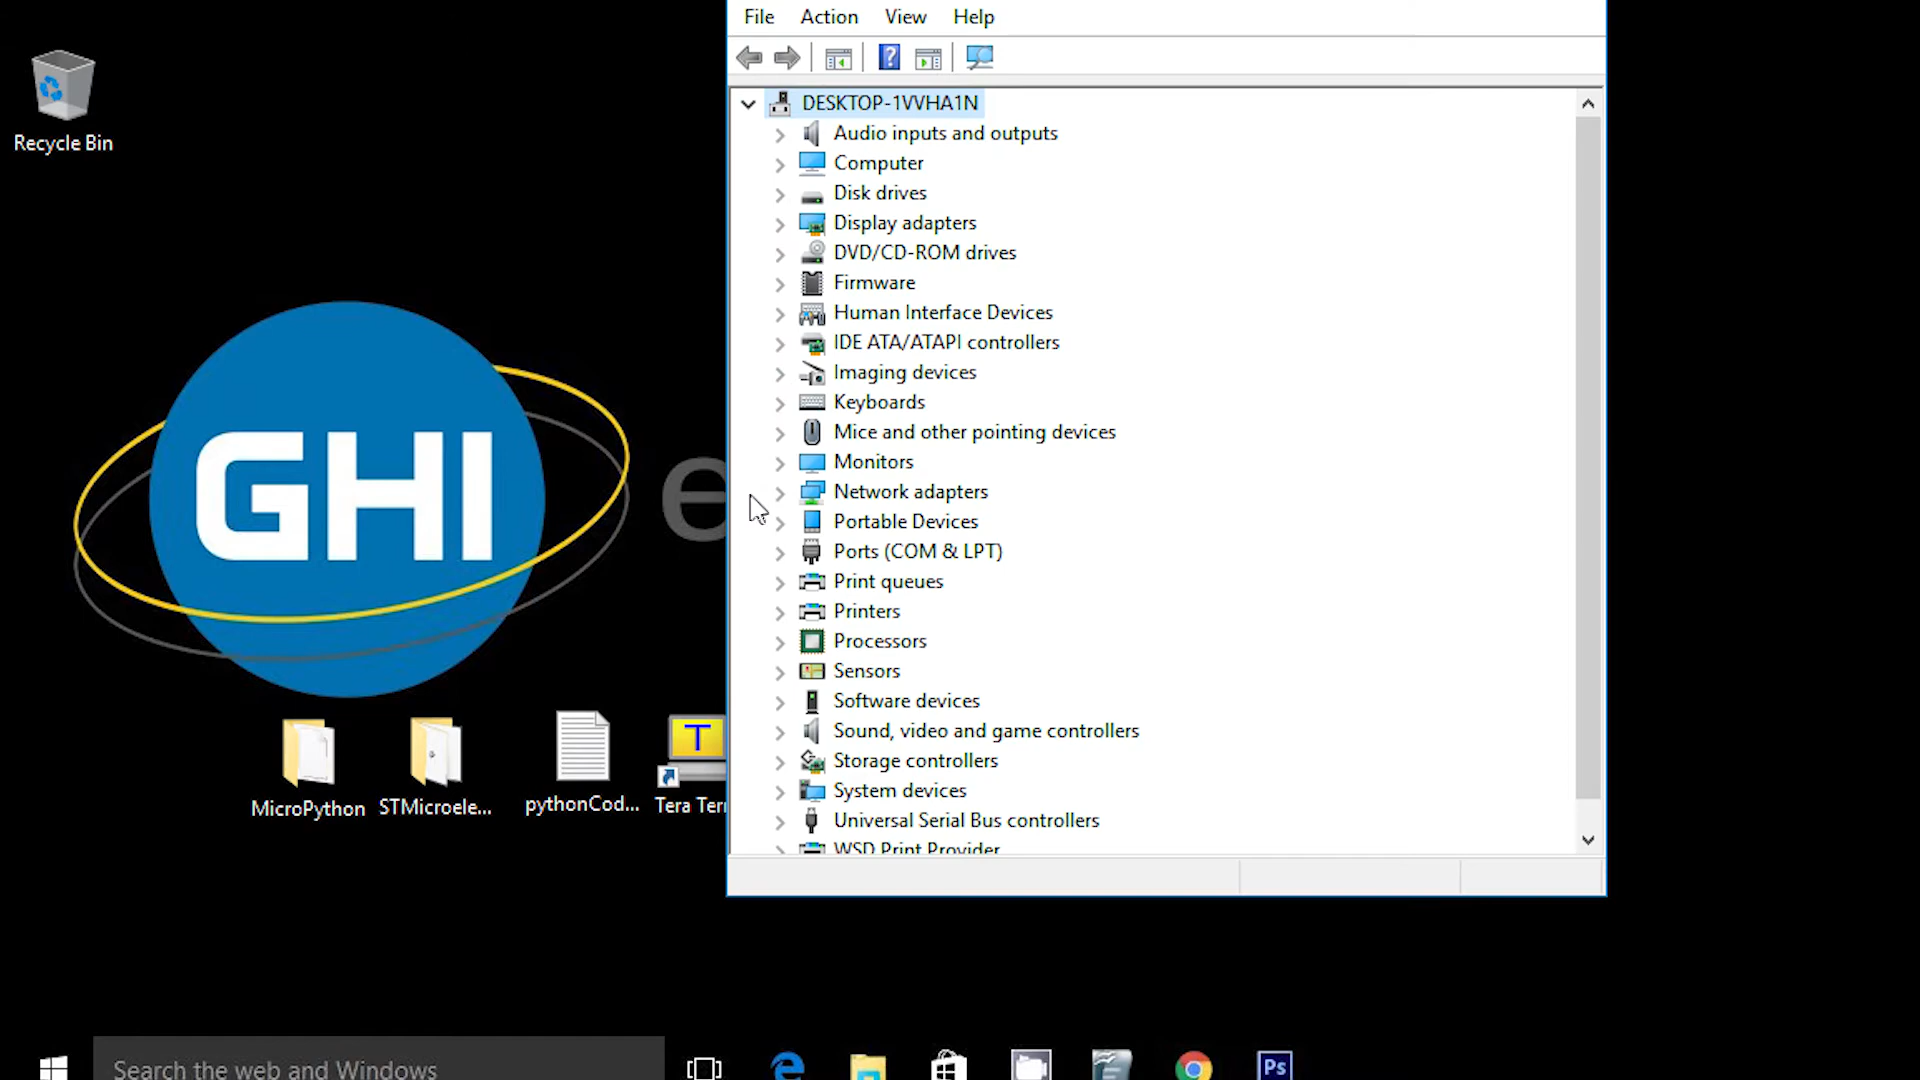 File Action View Help
DESKTOP-1VVHA1N
Audio inputs and outputs
Computer
Disk drives
Display adapters
DVD/CD-ROM drives
Firmware
Human Interface Devices
IDE ATA/ATAPI controllers
Imaging devices
Keyboards
Mice and other pointing devices
Monitors
Network adapters
Portable Devices
Ports (COM & LPT)
Print queues
Printers
Processors
Sensors
Software devices
Sound, video and game controllers
Storage controllers
System devices
Universal Serial Bus controllers
WSD Print Provider
Recycle Bin
GHI e
T
MicroPython STMicroele... pythonCod... Tera Ter
Search the web and Windows
Ps